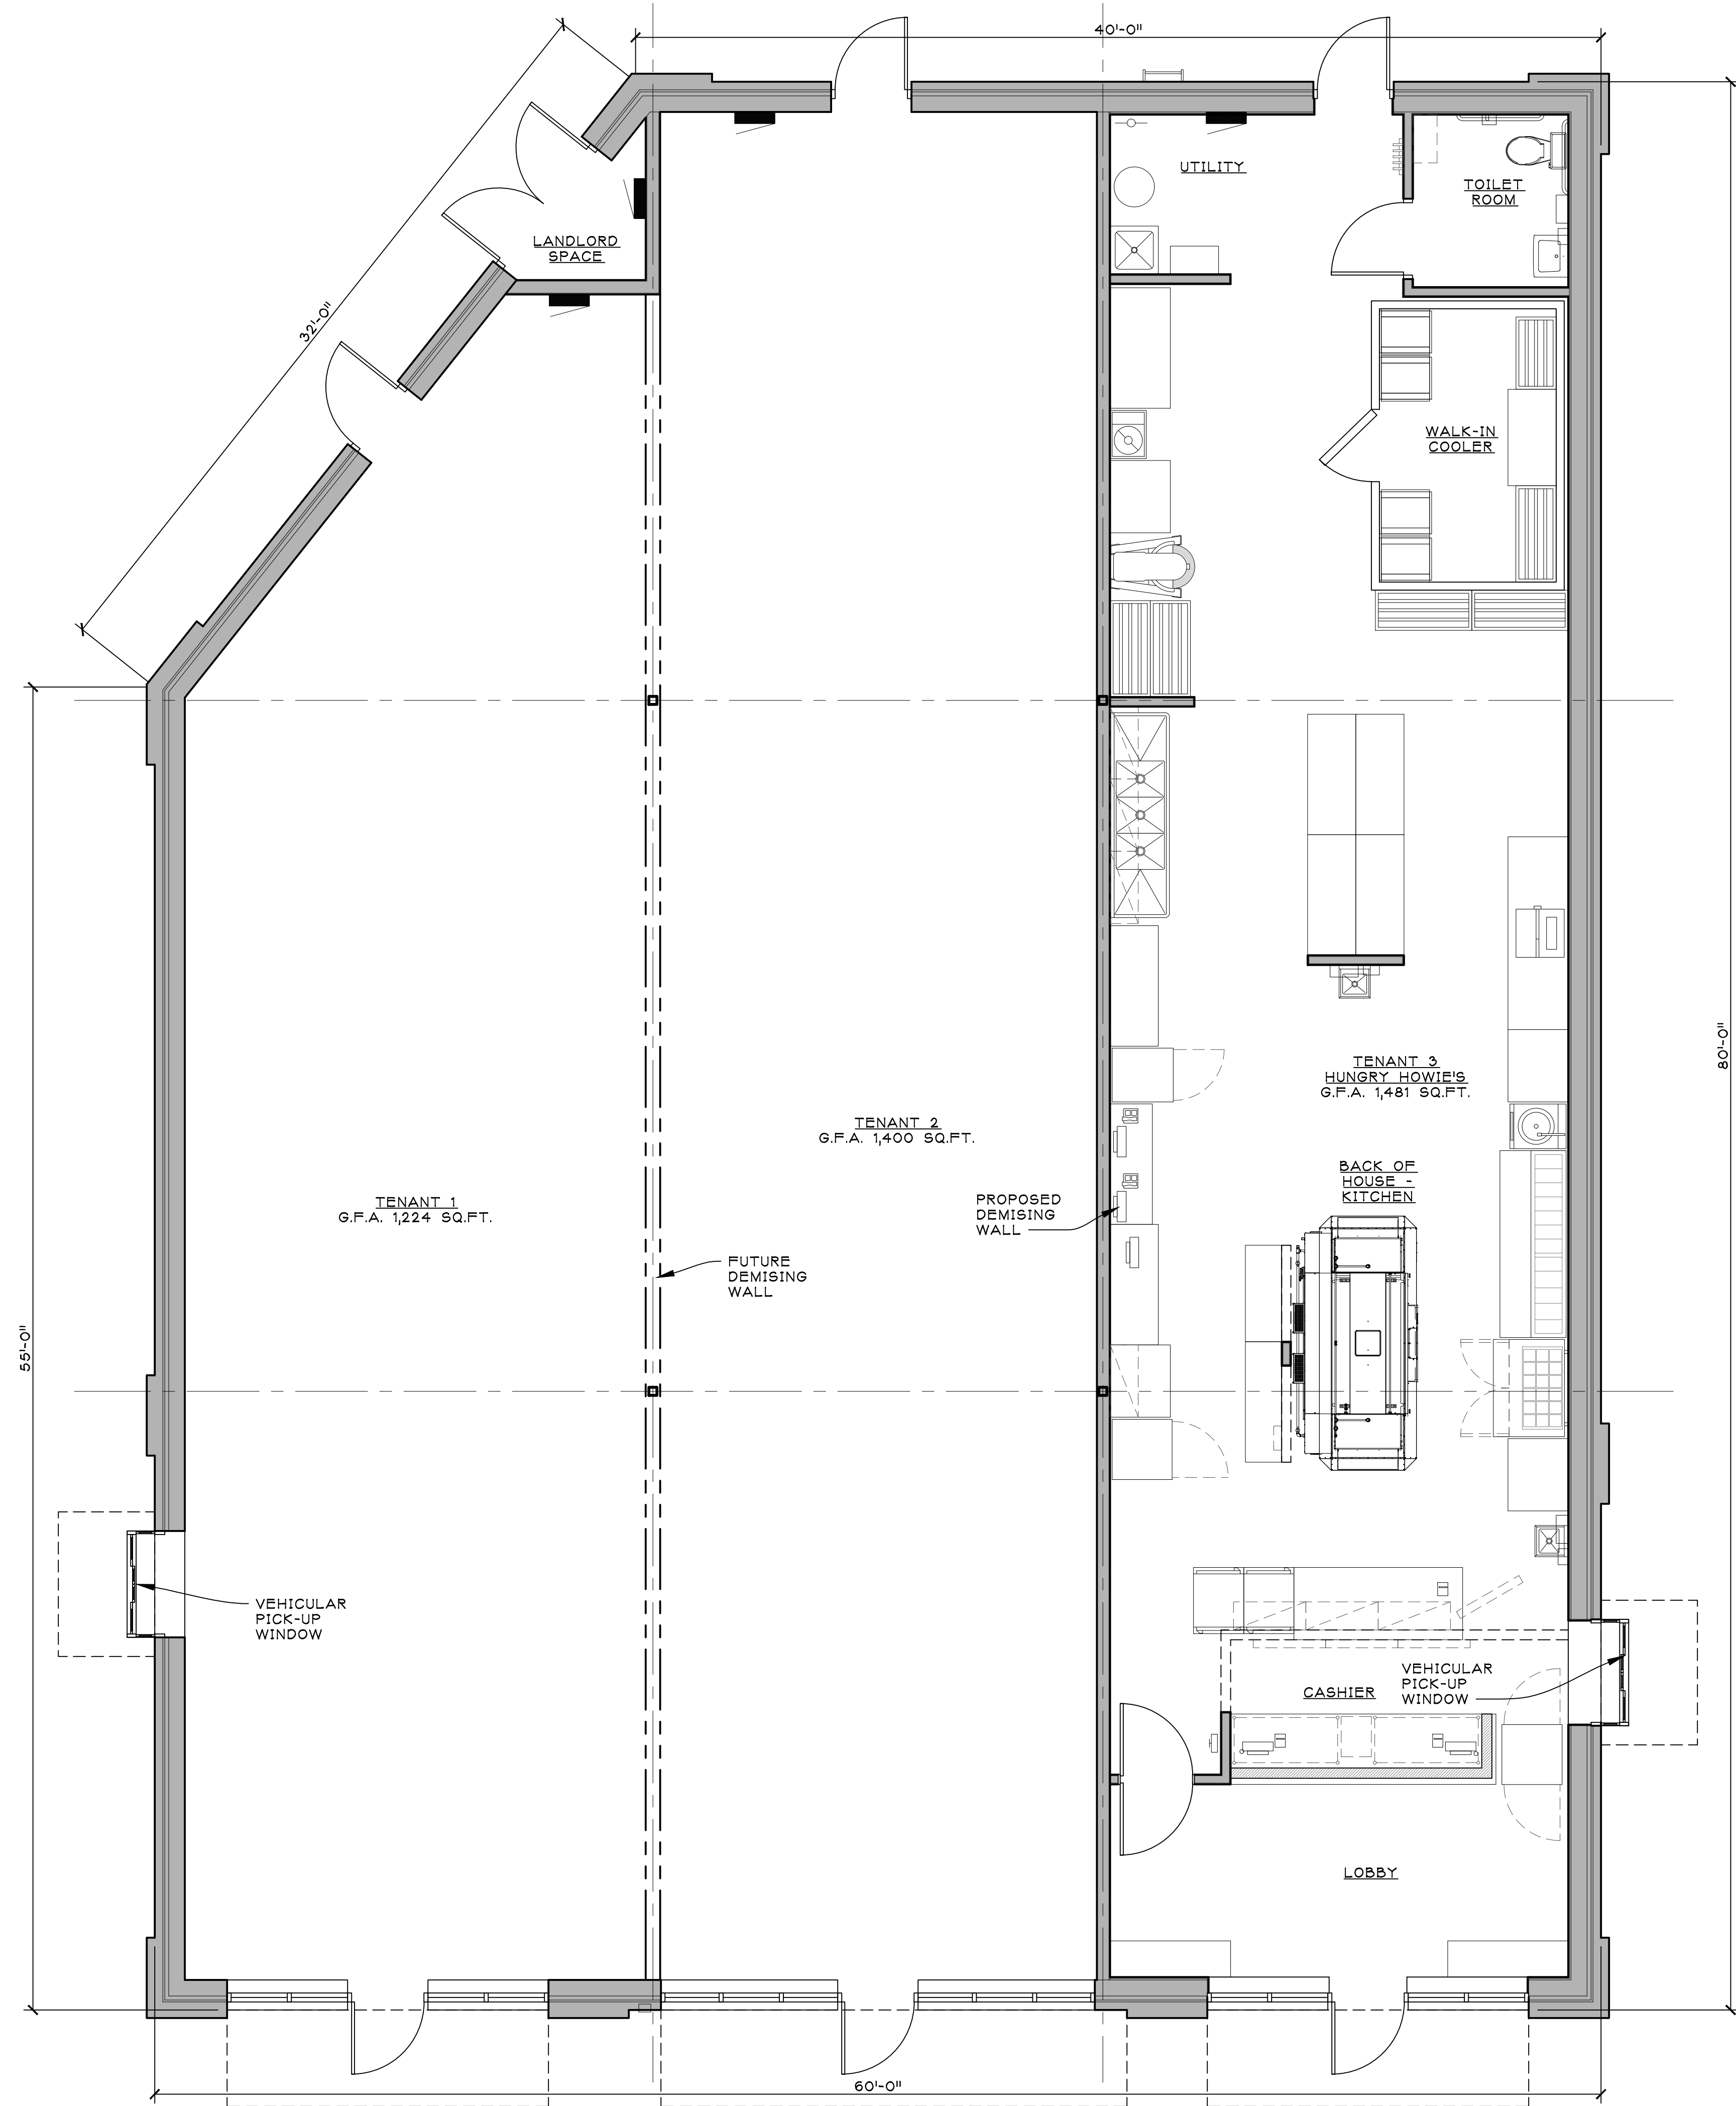 40'-0"
UTILITY
TOILET
ROOM
LANDLORD
SPACE
32'-0"
WALK-IN
COOLER
TENANT 3
HUNGRY HOWIE'S
G.F.A. 1,481 SQ.FT.
80'-0"
TENANT 2
G.F.A. 1,400 SQ.FT.
BACK OF
HOUSE -
KITCHEN
PROPOSED
DEMISING
WALL
TENANT 1
G.F.A. 1,224 SQ.FT.
FUTURE
DEMISING
WALL
55'-0"
VEHICULAR
PICK-UP
WINDOW
VEHICULAR
PICK-UP
WINDOW
CASHIER
LOBBY
60'-0"